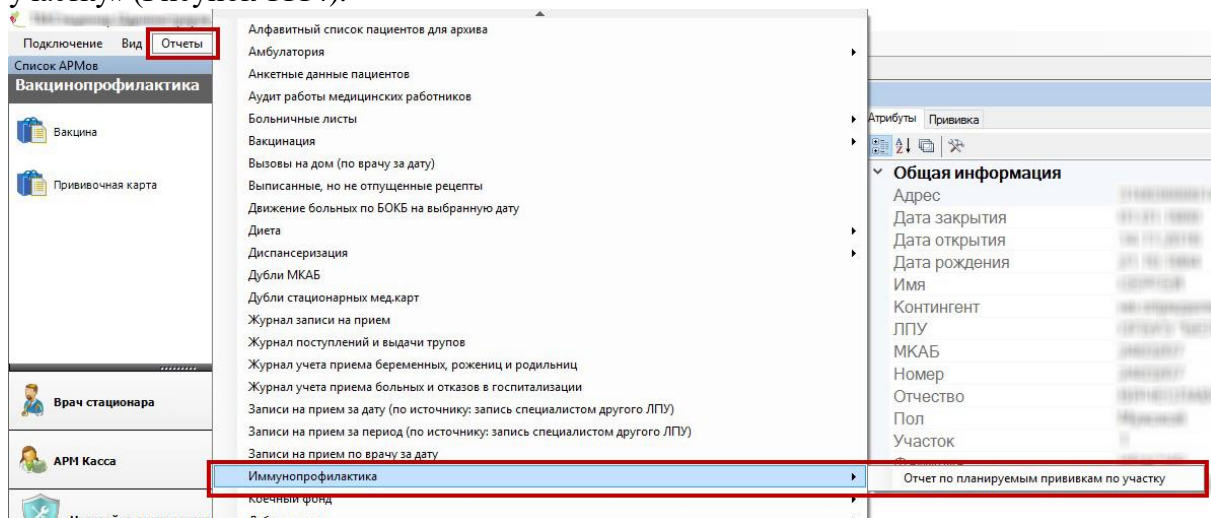 Подключение Вид Отчеты
Список АРМов
Вакцинопрофилактика
Вакцина
Прививочная карта
Врач стационара
АРМ Касса
Алфавитный список пациентов для архива
Амбулатория
Анкетные данные пациентов
Аудит работы медицинских работников
Больничные листы
Вакцинация
Вызовы на дом (по врачу за дату)
Выписанные, но не отпущенные рецепты
Движение больных по БОКБ на выбранную дату
Диета
Диспансеризация
Дубли МКАБ
Дубли стационарных мед.карт
Журнал записи на прием
Журнал поступлений и выдачи трупов
Журнал учета приема беременных, рожениц и родильниц
Журнал учета приема больных и отказов в госпитализации
Записи на прием за дату (по источнику: запись специалистом другого ЛПУ)
Записи на прием за период (по источнику: запись специалистом другого ЛПУ)
Записи на прием по врачу за дату
Иммунопрофилактика
Коечный фонд
Отчет по планируемым прививкам по участку
Атрибуты Прививка
Общая информация
Адрес
Дата закрытия
Дата открытия
Дата рождения
Имя
Контингент
ЛПУ
МКАБ
Номер
Отчество
Пол
Участок